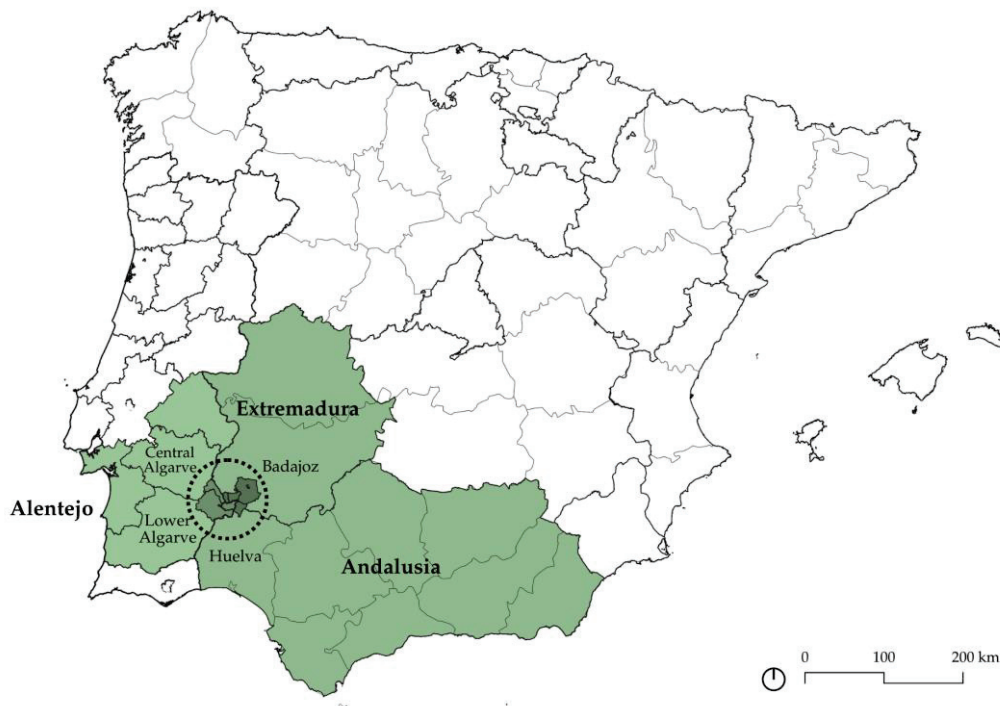 Extremadura
Central
Algarve
Badajoz
Alentejo
Lower
Algarve
Huelva
Andalusia
0 100 200 km